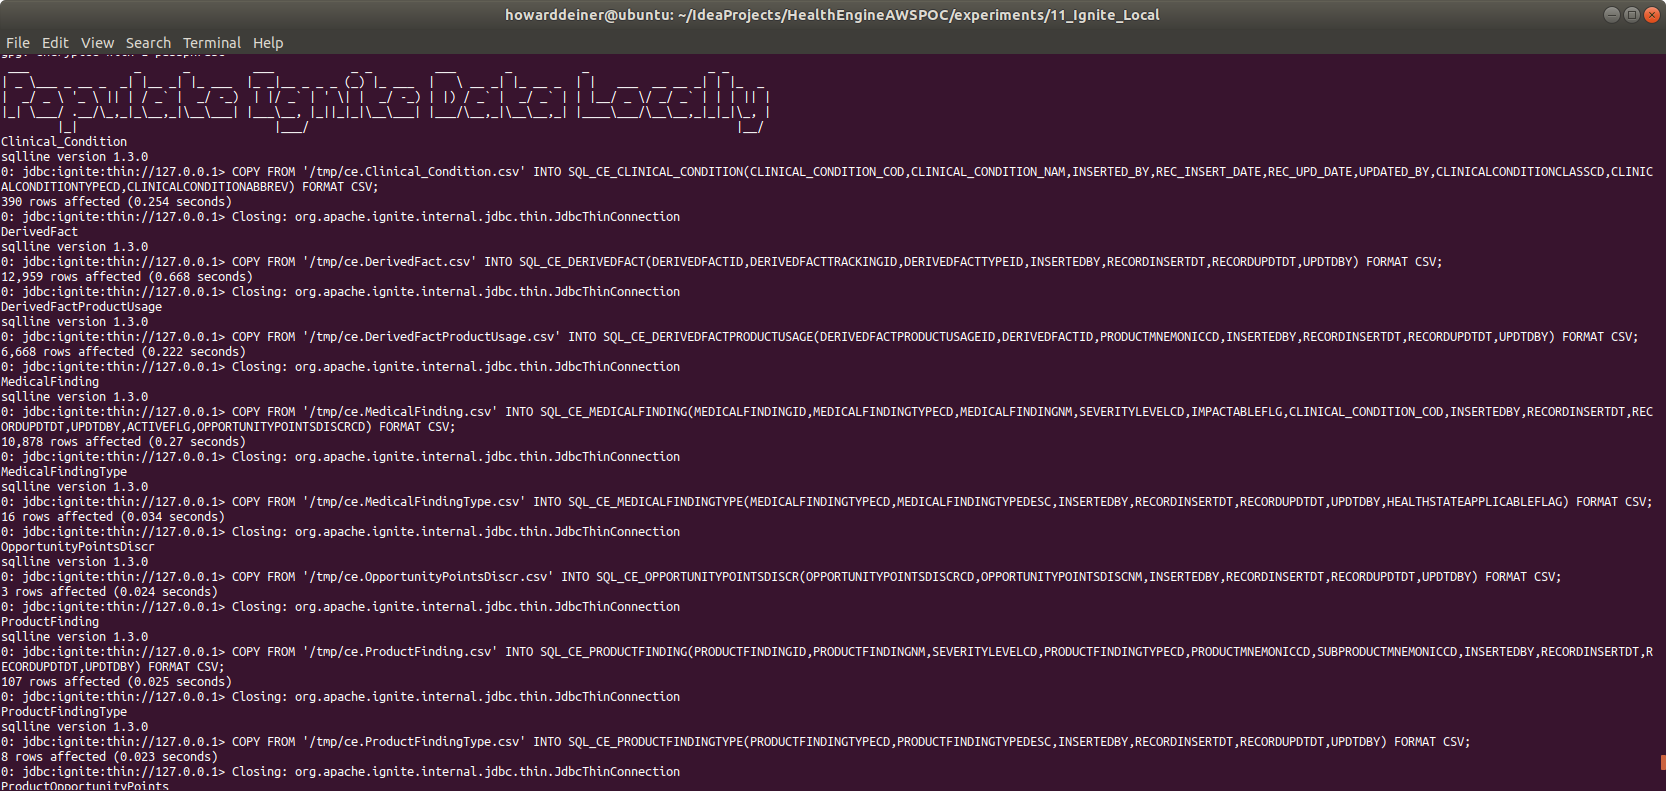 howarddeiner@ubuntu: ~/IdeaProjects/HealthEngineAWSPOC/experiments/11_Ignite_Local
File Edit View Search Terminal Help
Populate Ignite Data Locally
Clinical_Condition
sqlline version 1.3.0
0: jdbc:ignite:thin://127.0.0.1> COPY FROM '/tmp/ce.Clinical_Condition.csv' INTO SQL_CE_CLINICAL_CONDITION(CLINICAL_CONDITION_COD,CLINICAL_CONDITION_NAM,INSERTED_BY,REC_INSERT_DATE,REC_UPD_DATE,UPDATED_BY,CLINICALCONDITIONCLASSCD,CLINIC
ALCONDITIONTYPECD,CLINICALCONDITIONABBREV) FORMAT CSV;
390 rows affected (0.254 seconds)
0: jdbc:ignite:thin://127.0.0.1> Closing: org.apache.ignite.internal.jdbc.thin.JdbcThinConnection
DerivedFact
sqlline version 1.3.0
0: jdbc:ignite:thin://127.0.0.1> COPY FROM '/tmp/ce.DerivedFact.csv' INTO SQL_CE_DERIVEDFACT(DERIVEDFACTID,DERIVEDFACTTRACKINGID,DERIVEDFACTTYPEID,INSERTEDBY,RECORDINSERTDT,RECORDUPDTDT,UPDTDBY) FORMAT CSV;
12,959 rows affected (0.668 seconds)
0: jdbc:ignite:thin://127.0.0.1> Closing: org.apache.ignite.internal.jdbc.thin.JdbcThinConnection
DerivedFactProductUsage
sqlline version 1.3.0
0: jdbc:ignite:thin://127.0.0.1> COPY FROM '/tmp/ce.DerivedFactProductUsage.csv' INTO SQL_CE_DERIVEDFACTPRODUCTUSAGE(DERIVEDFACTPRODUCTUSAGEID,DERIVEDFACTID,PRODUCTMNEMONICCD,INSERTEDBY,RECORDINSERTDT,RECORDUPDTDT,UPDTDBY) FORMAT CSV;
6,668 rows affected (0.222 seconds)
0: jdbc:ignite:thin://127.0.0.1> Closing: org.apache.ignite.internal.jdbc.thin.JdbcThinConnection
MedicalFinding
sqlline version 1.3.0
0: jdbc:ignite:thin://127.0.0.1> COPY FROM '/tmp/ce.MedicalFinding.csv' INTO SQL_CE_MEDICALFINDING(MEDICALFINDINGID,MEDICALFINDINGTYPECD,MEDICALFINDINGNM,SEVERITYLEVELCD,IMPACTABLEFLG,CLINICAL_CONDITION_COD,INSERTEDBY,RECORDINSERTDT,REC
ORDUPDTDT,UPDTDBY,ACTIVEFLG,OPPORTUNITYPOINTSDISCRCD) FORMAT CSV;
10,878 rows affected (0.27 seconds)
0: jdbc:ignite:thin://127.0.0.1> Closing: org.apache.ignite.internal.jdbc.thin.JdbcThinConnection
MedicalFindingType
sqlline version 1.3.0
0: jdbc:ignite:thin://127.0.0.1> COPY FROM '/tmp/ce.MedicalFindingType.csv' INTO SQL_CE_MEDICALFINDINGTYPE(MEDICALFINDINGTYPECD,MEDICALFINDINGTYPEDESC,INSERTEDBY,RECORDINSERTDT,RECORDUPDTDT,UPDTDBY,HEALTHSTATEAPPLICABLEFLAG) FORMAT CSV;
16 rows affected (0.034 seconds)
0: jdbc:ignite:thin://127.0.0.1> Closing: org.apache.ignite.internal.jdbc.thin.JdbcThinConnection
OpportunityPointsDiscr
sqlline version 1.3.0
0: jdbc:ignite:thin://127.0.0.1> COPY FROM '/tmp/ce.OpportunityPointsDiscr.csv' INTO SQL_CE_OPPORTUNITYPOINTSDISCR(OPPORTUNITYPOINTSDISCRCD,OPPORTUNITYPOINTSDISCNM,INSERTEDBY,RECORDINSERTDT,RECORDUPDTDT,UPDTDBY) FORMAT CSV;
3 rows affected (0.024 seconds)
0: jdbc:ignite:thin://127.0.0.1> Closing: org.apache.ignite.internal.jdbc.thin.JdbcThinConnection
ProductFinding
sqlline version 1.3.0
0: jdbc:ignite:thin://127.0.0.1> COPY FROM '/tmp/ce.ProductFinding.csv' INTO SQL_CE_PRODUCTFINDING(PRODUCTFINDINGID,PRODUCTFINDINGNM,SEVERITYLEVELCD,PRODUCTFINDINGTYPECD,PRODUCTMNEMONICCD,SUBPRODUCTMNEMONICCD,INSERTEDBY,RECORDINSERTDT,R
ECORDUPDTDT,UPDTDBY) FORMAT CSV;
107 rows affected (0.025 seconds)
0: jdbc:ignite:thin://127.0.0.1> Closing: org.apache.ignite.internal.jdbc.thin.JdbcThinConnection
ProductFindingType
sqlline version 1.3.0
0: jdbc:ignite:thin://127.0.0.1> COPY FROM '/tmp/ce.ProductFindingType.csv' INTO SQL_CE_PRODUCTFINDINGTYPE(PRODUCTFINDINGTYPECD,PRODUCTFINDINGTYPEDESC,INSERTEDBY,RECORDINSERTDT,RECORDUPDTDT,UPDTDBY) FORMAT CSV;
8 rows affected (0.023 seconds)
0: jdbc:ignite:thin://127.0.0.1> Closing: org.apache.ignite.internal.jdbc.thin.JdbcThinConnection
ProductOpportunityPoints